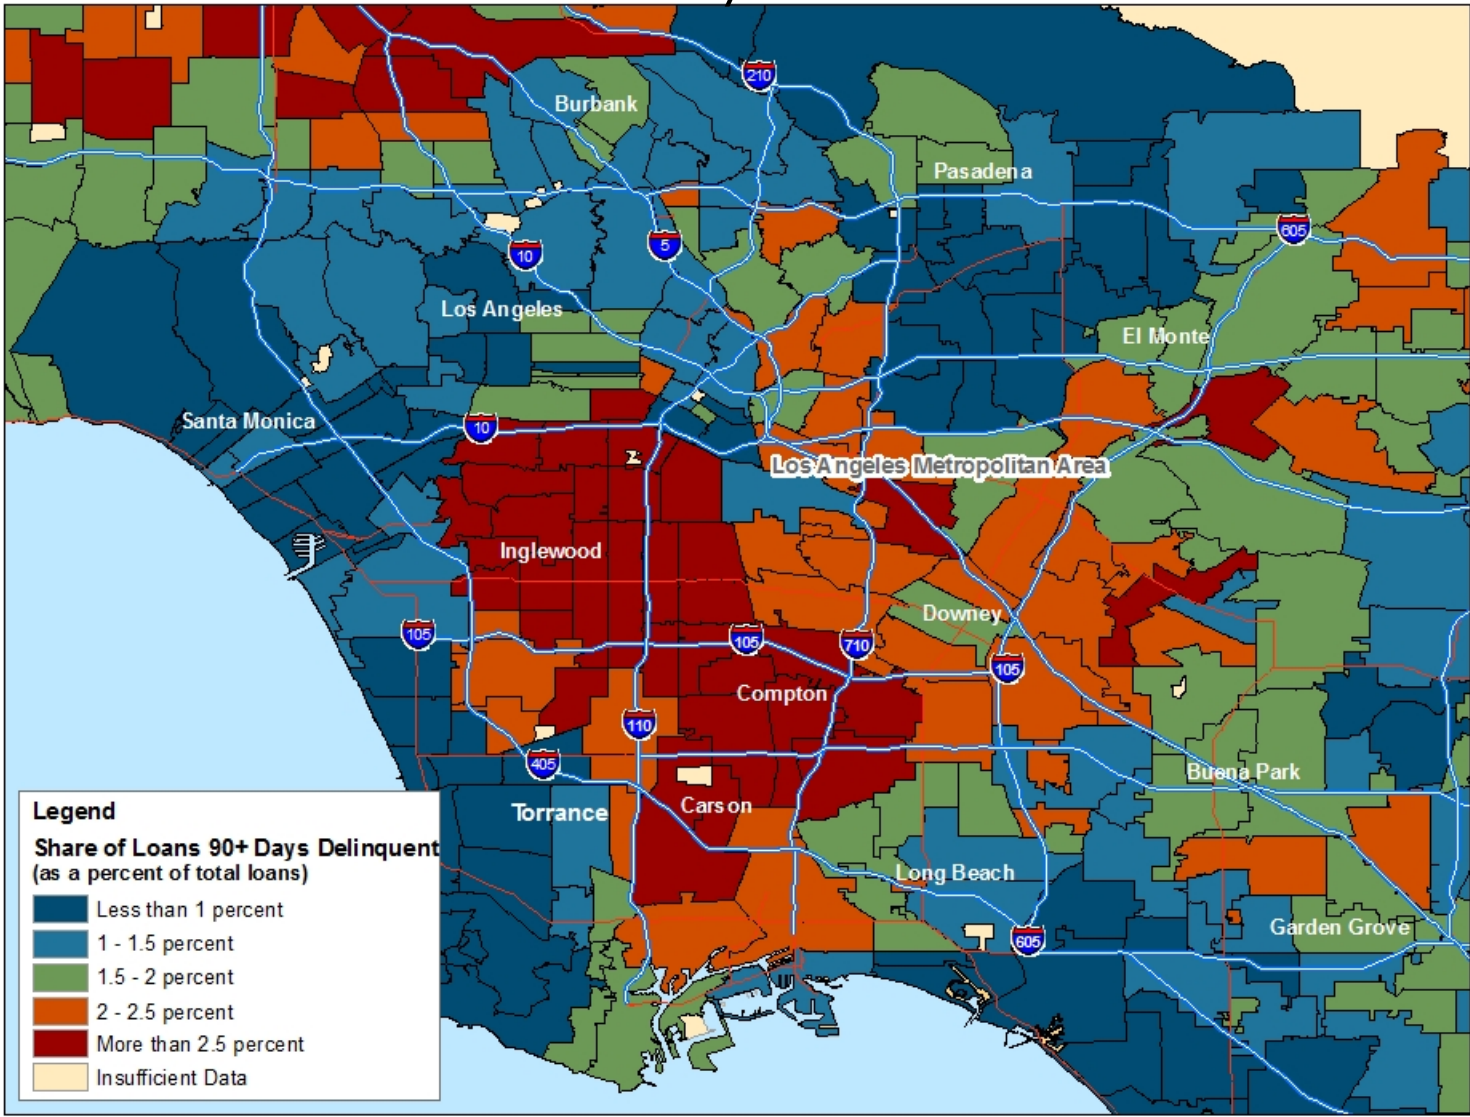 210
Burbank
Pasadena
605
5
10
Los Angeles
El Monte
Santa Monica
10
Los Angeles Metropolitan Area
Inglewood
Downey
105
105
710
105
Compton
110
405
Buena Park
Carson
Torrance
Long Beach
Garden Grove
605
Legend
Share of Loans 90+ Days Delinquent
(as a percent of total loans)
Less than 1 percent
1 - 1.5 percent
1.5 - 2 percent
2 - 2.5 percent
More than 2.5 percent
Insufficient Data